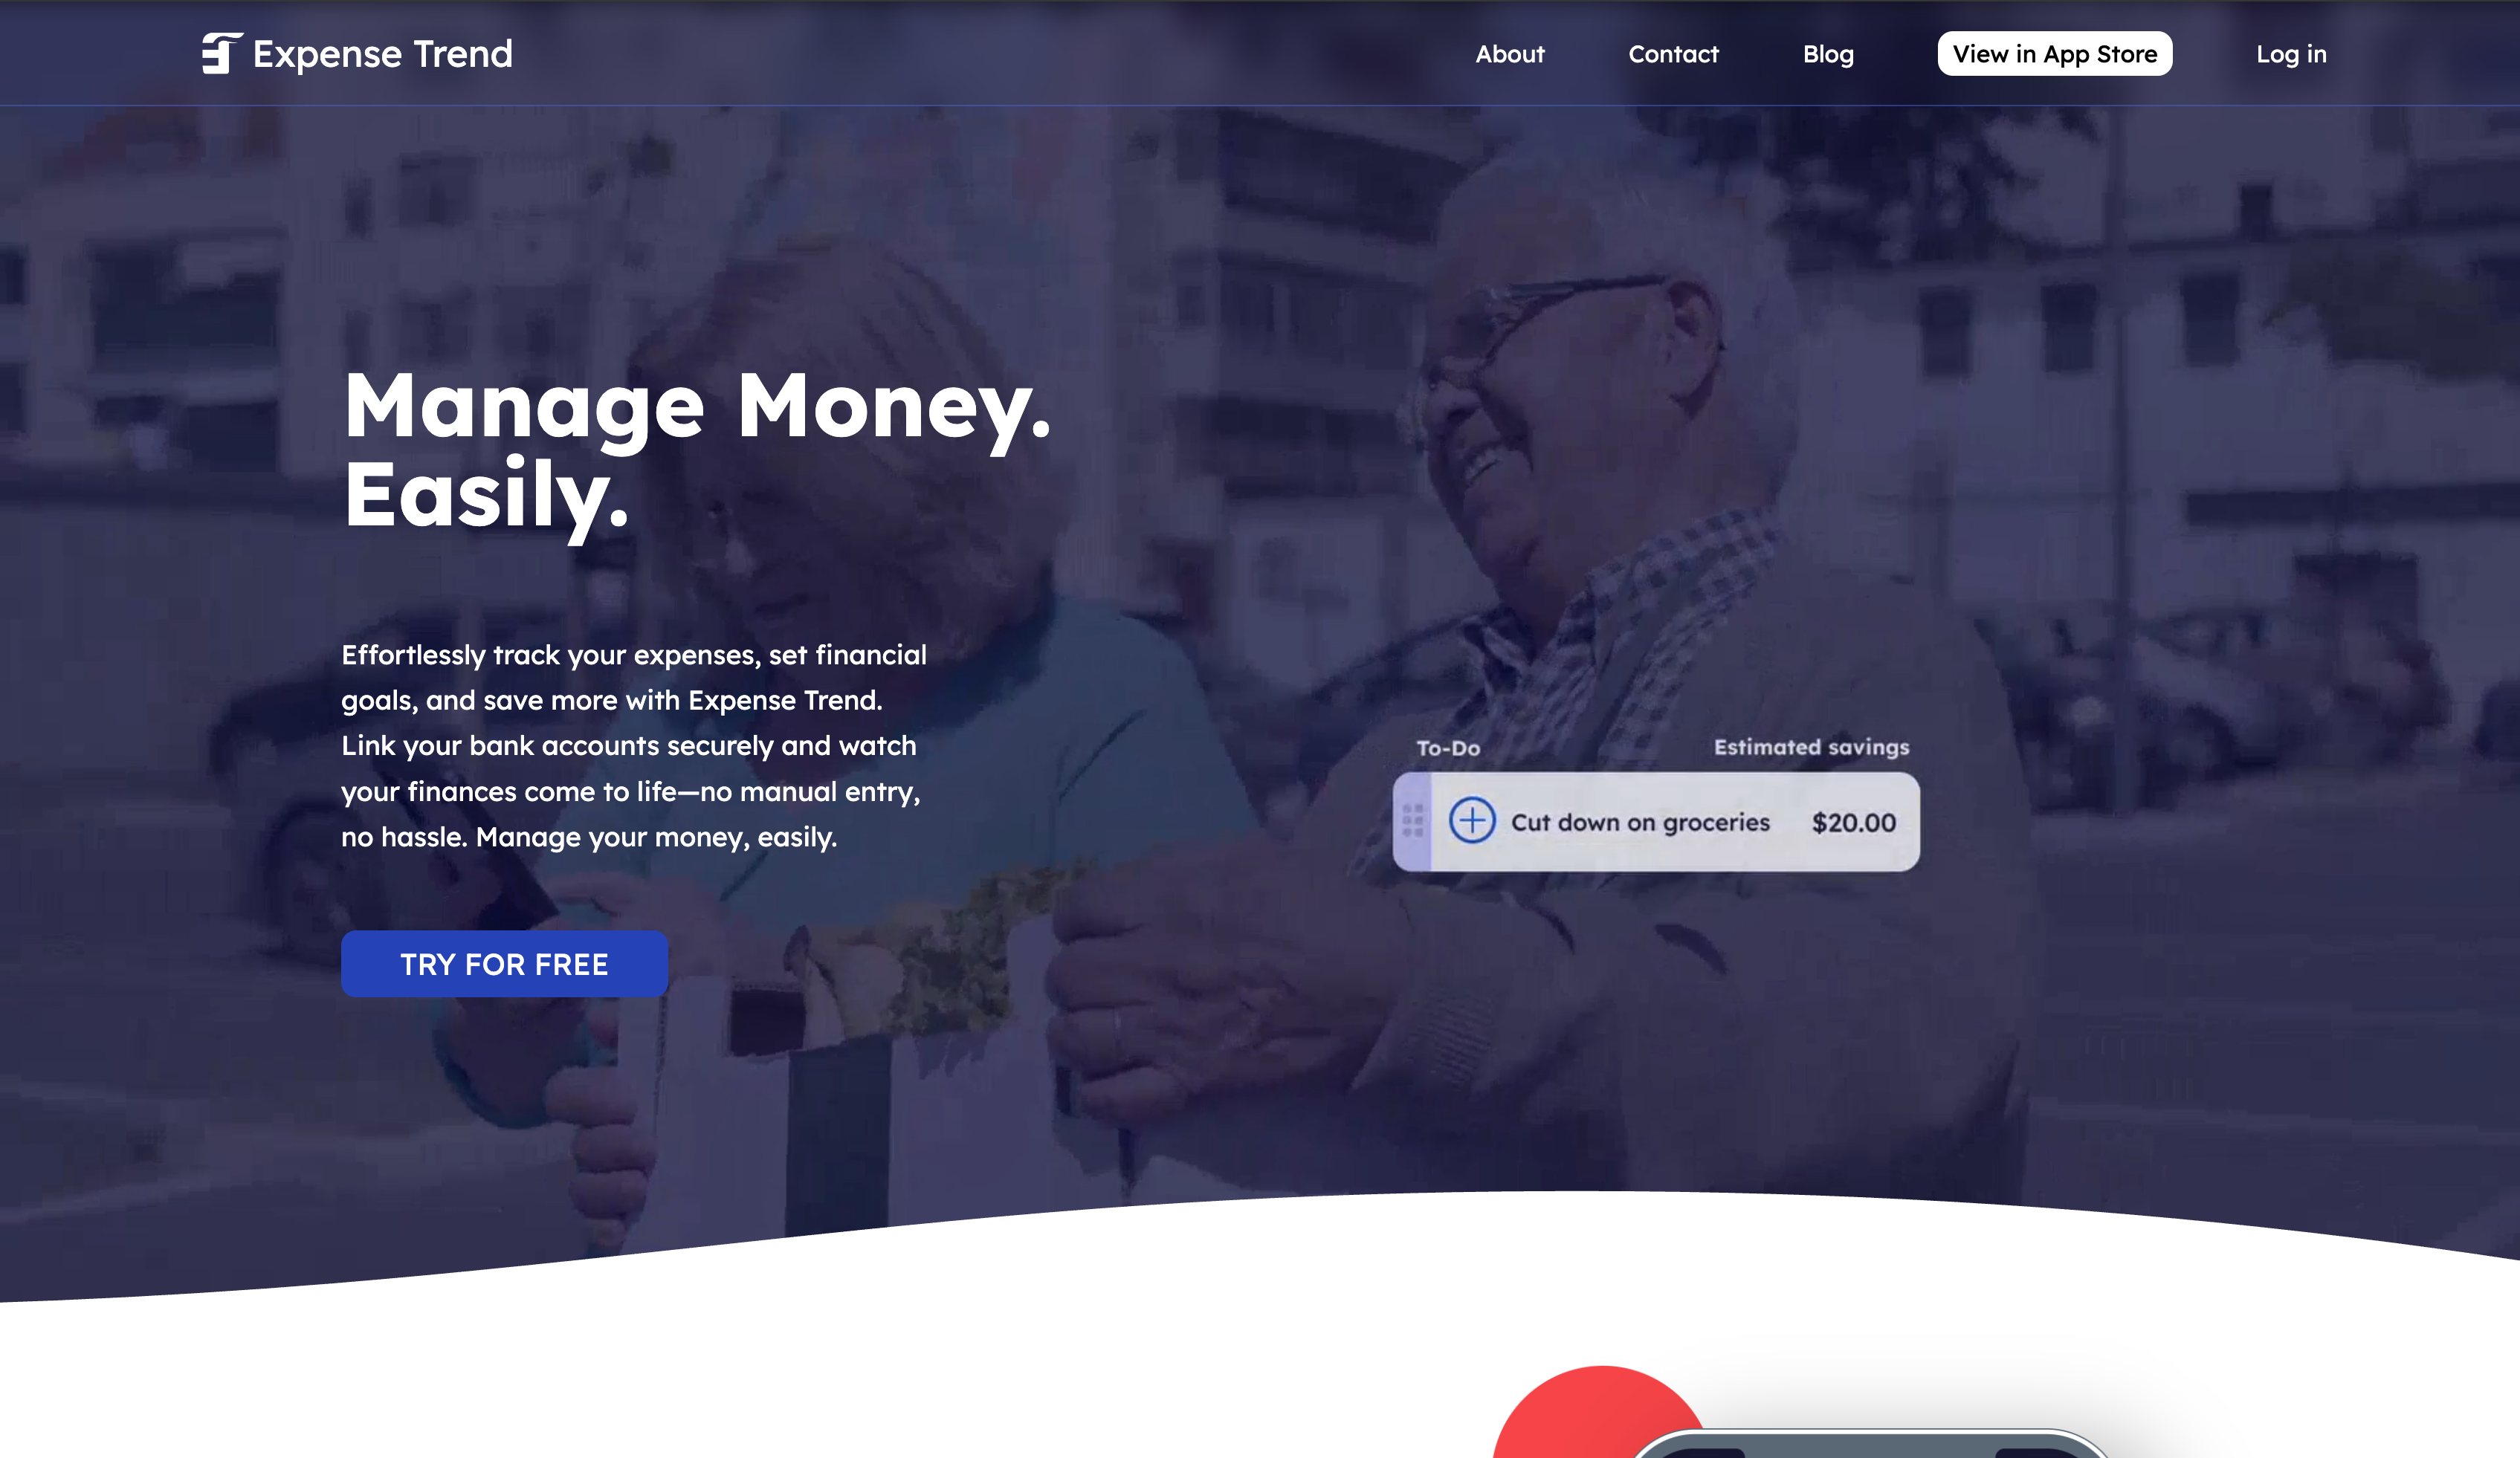 Expense Trend
About
Contact
Blog
View in App Store
Log in
Manage Money.
Easily.
Effortlessly track your expenses, set financial
goals, and save more with Expense Trend.
Link your bank accounts securely and watch
your finances come to life—no manual entry,
no hassle. Manage your money, easily.
TRY FOR FREE
To-Do
Estimated savings
Cut down on groceries
$20.00